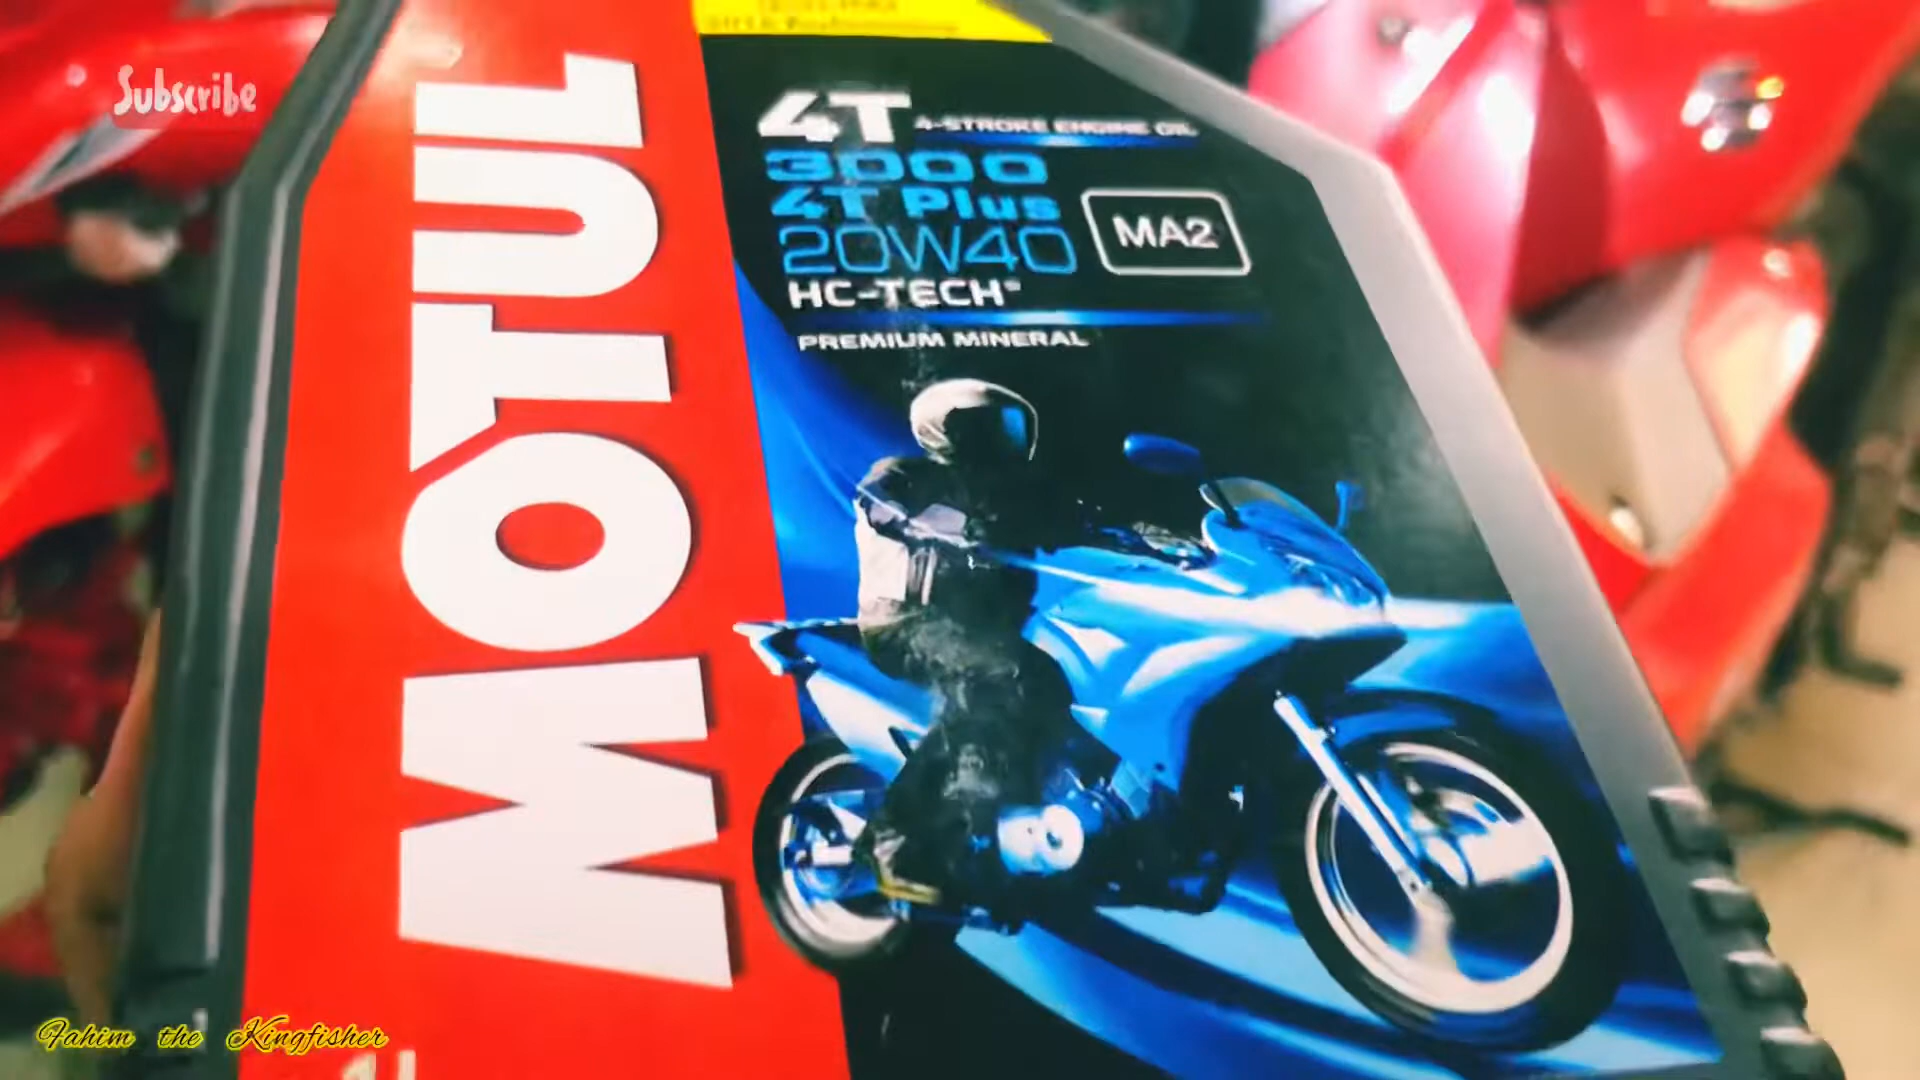 Subscribe
MOTUL
4T 4-STROKE ENGINE OIL
3000
4T Plus
20W40
MA2
HC-TECH®
PREMIUM MINERAL
Fahim the Kingfisher